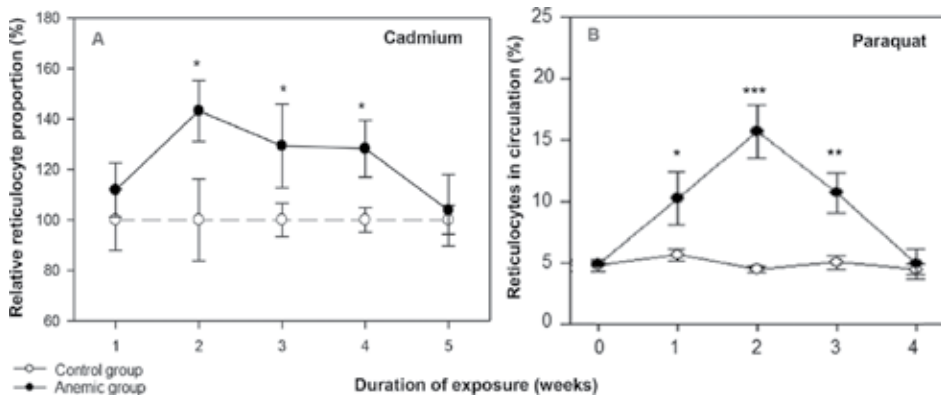 A
Cadmium
Relative reticulocyte proportion (%)
180
160
140
120
100
80
60
*
*
*
1 2 3 4 5
B
Paraquat
Reticulocytes in circulation (%)
25
20
15
10
5
0
*
***
**
0 1 2 3 4
Control group
Anemic group
Duration of exposure (weeks)